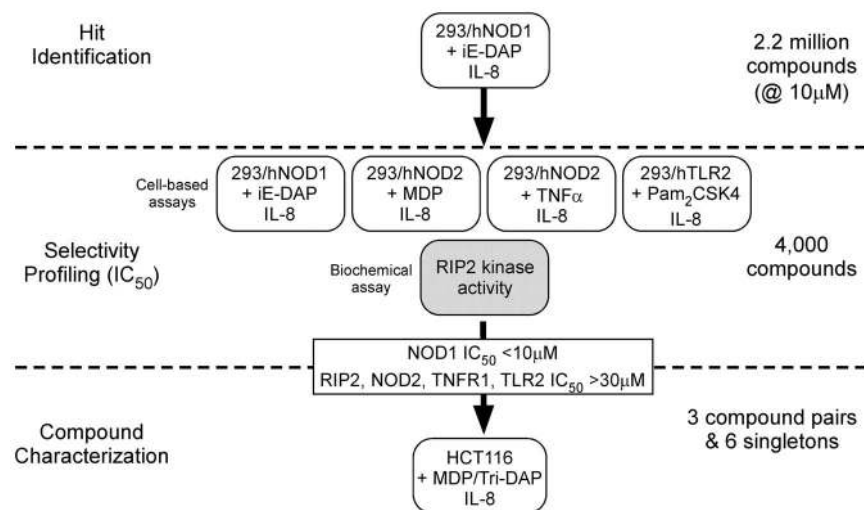 Hit
Identification
293/hNOD1
+ iE-DAP
IL-8
2.2 million
compounds
(@ 10μM)
Cell-based
assays
293/hNOD1
+ iE-DAP
IL-8
293/hNOD2
+ MDP
IL-8
293/hNOD2
+ TNFα
IL-8
293/hTLR2
+ Pam₂CSK4
IL-8
Selectivity
Profiling (IC₅₀)
Biochemical
assay
RIP2 kinase
activity
4,000
compounds
NOD1 IC₅₀ <10μM
RIP2, NOD2, TNFR1, TLR2 IC₅₀ >30μM
Compound
Characterization
HCT116
+ MDP/Tri-DAP
IL-8
3 compound pairs
& 6 singletons